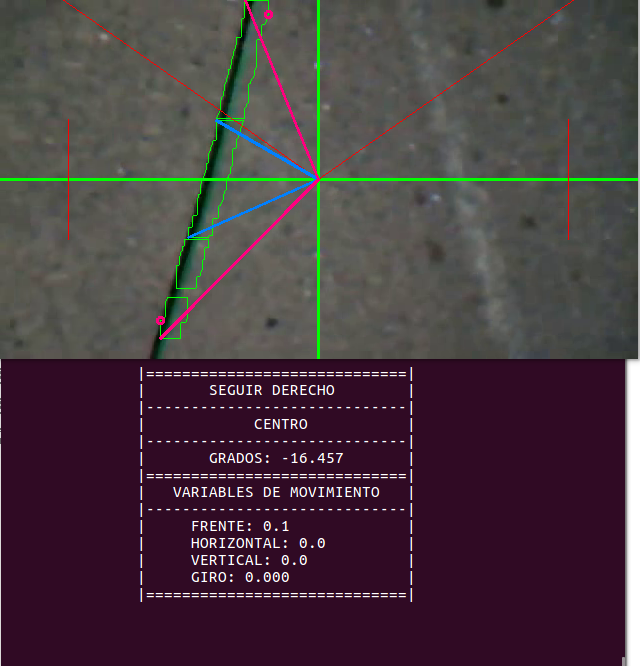 |=============================|
| SEGUIR DERECHO |
|-----------------------------|
| CENTRO |
|-----------------------------|
| GRADOS: -16.457 |
|=============================|
| VARIABLES DE MOVIMIENTO |
|-----------------------------|
| FRENTE: 0.1 |
| HORIZONTAL: 0.0 |
| VERTICAL: 0.0 |
| GIRO: 0.000 |
|=============================|